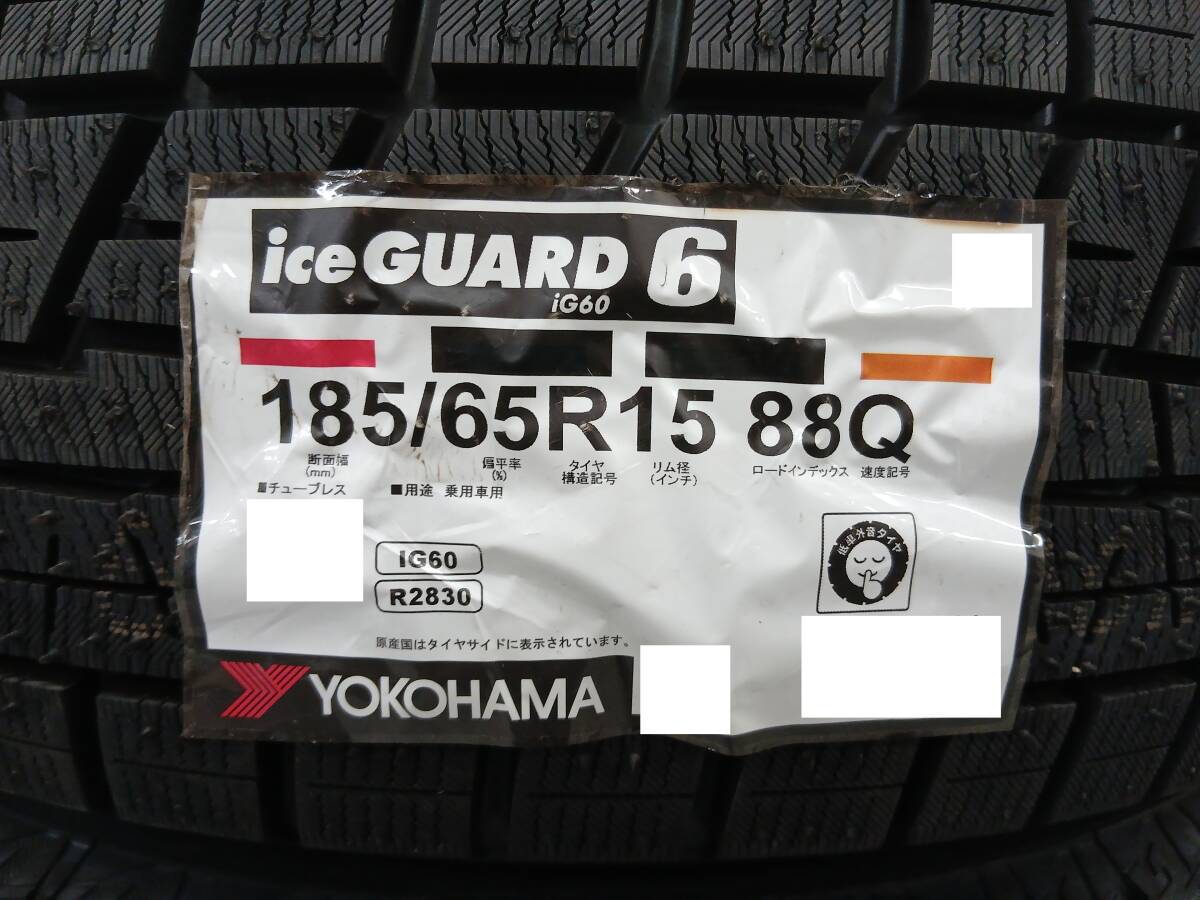 iceGUARD 6
iG60
185/65R15 88Q
断面幅 偏平率 タイヤ リム径 ロードインデックス 速度記号
(mm) (%) 構造記号 (インチ)
■チューブレス ■用途 乗用車用
低車外音タイヤ
IG60
R2830
原産国はタイヤサイドに表示されています。
YOKOHAMA